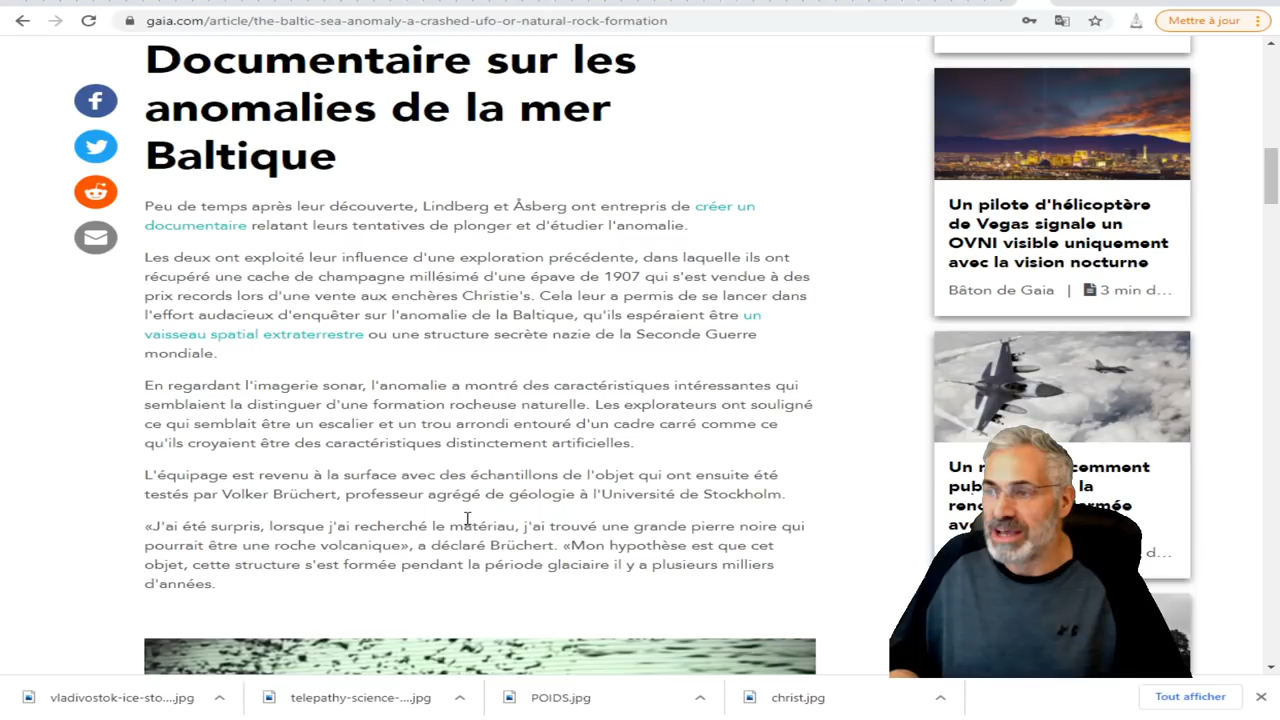 gaia.com/article/the-baltic-sea-anomaly-a-crashed-ufo-or-natural-rock-formation
Mettre à jour
Documentaire sur les
anomalies de la mer
Baltique
Peu de temps après leur découverte, Lindberg et Åsberg ont entrepris de créer un
documentaire relatant leurs tentatives de plonger et d'étudier l'anomalie.
Les deux ont exploité leur influence d'une exploration précédente, dans laquelle ils ont
récupéré une cache de champagne millésimé d'une épave de 1907 qui s'est vendue à des
prix records lors d'une vente aux enchères Christie's. Cela leur a permis de se lancer dans
l'effort audacieux d'enquêter sur l'anomalie de la Baltique, qu'ils espéraient être un
vaisseau spatial extraterrestre ou une structure secrète nazie de la Seconde Guerre
mondiale.
En regardant l'imagerie sonar, l'anomalie a montré des caractéristiques intéressantes qui
semblaient la distinguer d'une formation rocheuse naturelle. Les explorateurs ont souligné
ce qui semblait être un escalier et un trou arrondi entouré d'un cadre carré comme ce
qu'ils croyaient être des caractéristiques distinctement artificielles.
L'équipage est revenu à la surface avec des échantillons de l'objet qui ont ensuite été
testés par Volker Brüchert, professeur agrégé de géologie à l'Université de Stockholm.
«J'ai été surpris, lorsque j'ai recherché le matériau, j'ai trouvé une grande pierre noire qui
pourrait être une roche volcanique», a déclaré Brüchert. «Mon hypothèse est que cet
objet, cette structure s'est formée pendant la période glaciaire il y a plusieurs milliers
d'années.
Un pilote d'hélicoptère
de Vegas signale un
OVNI visible uniquement
avec la vision nocturne
Bâton de Gaia | 3 min d...
Un
pub la
d...
vladivostok-ice-sto....jpg
telepathy-science-....jpg
POIDS.jpg
christ.jpg
Tout afficher